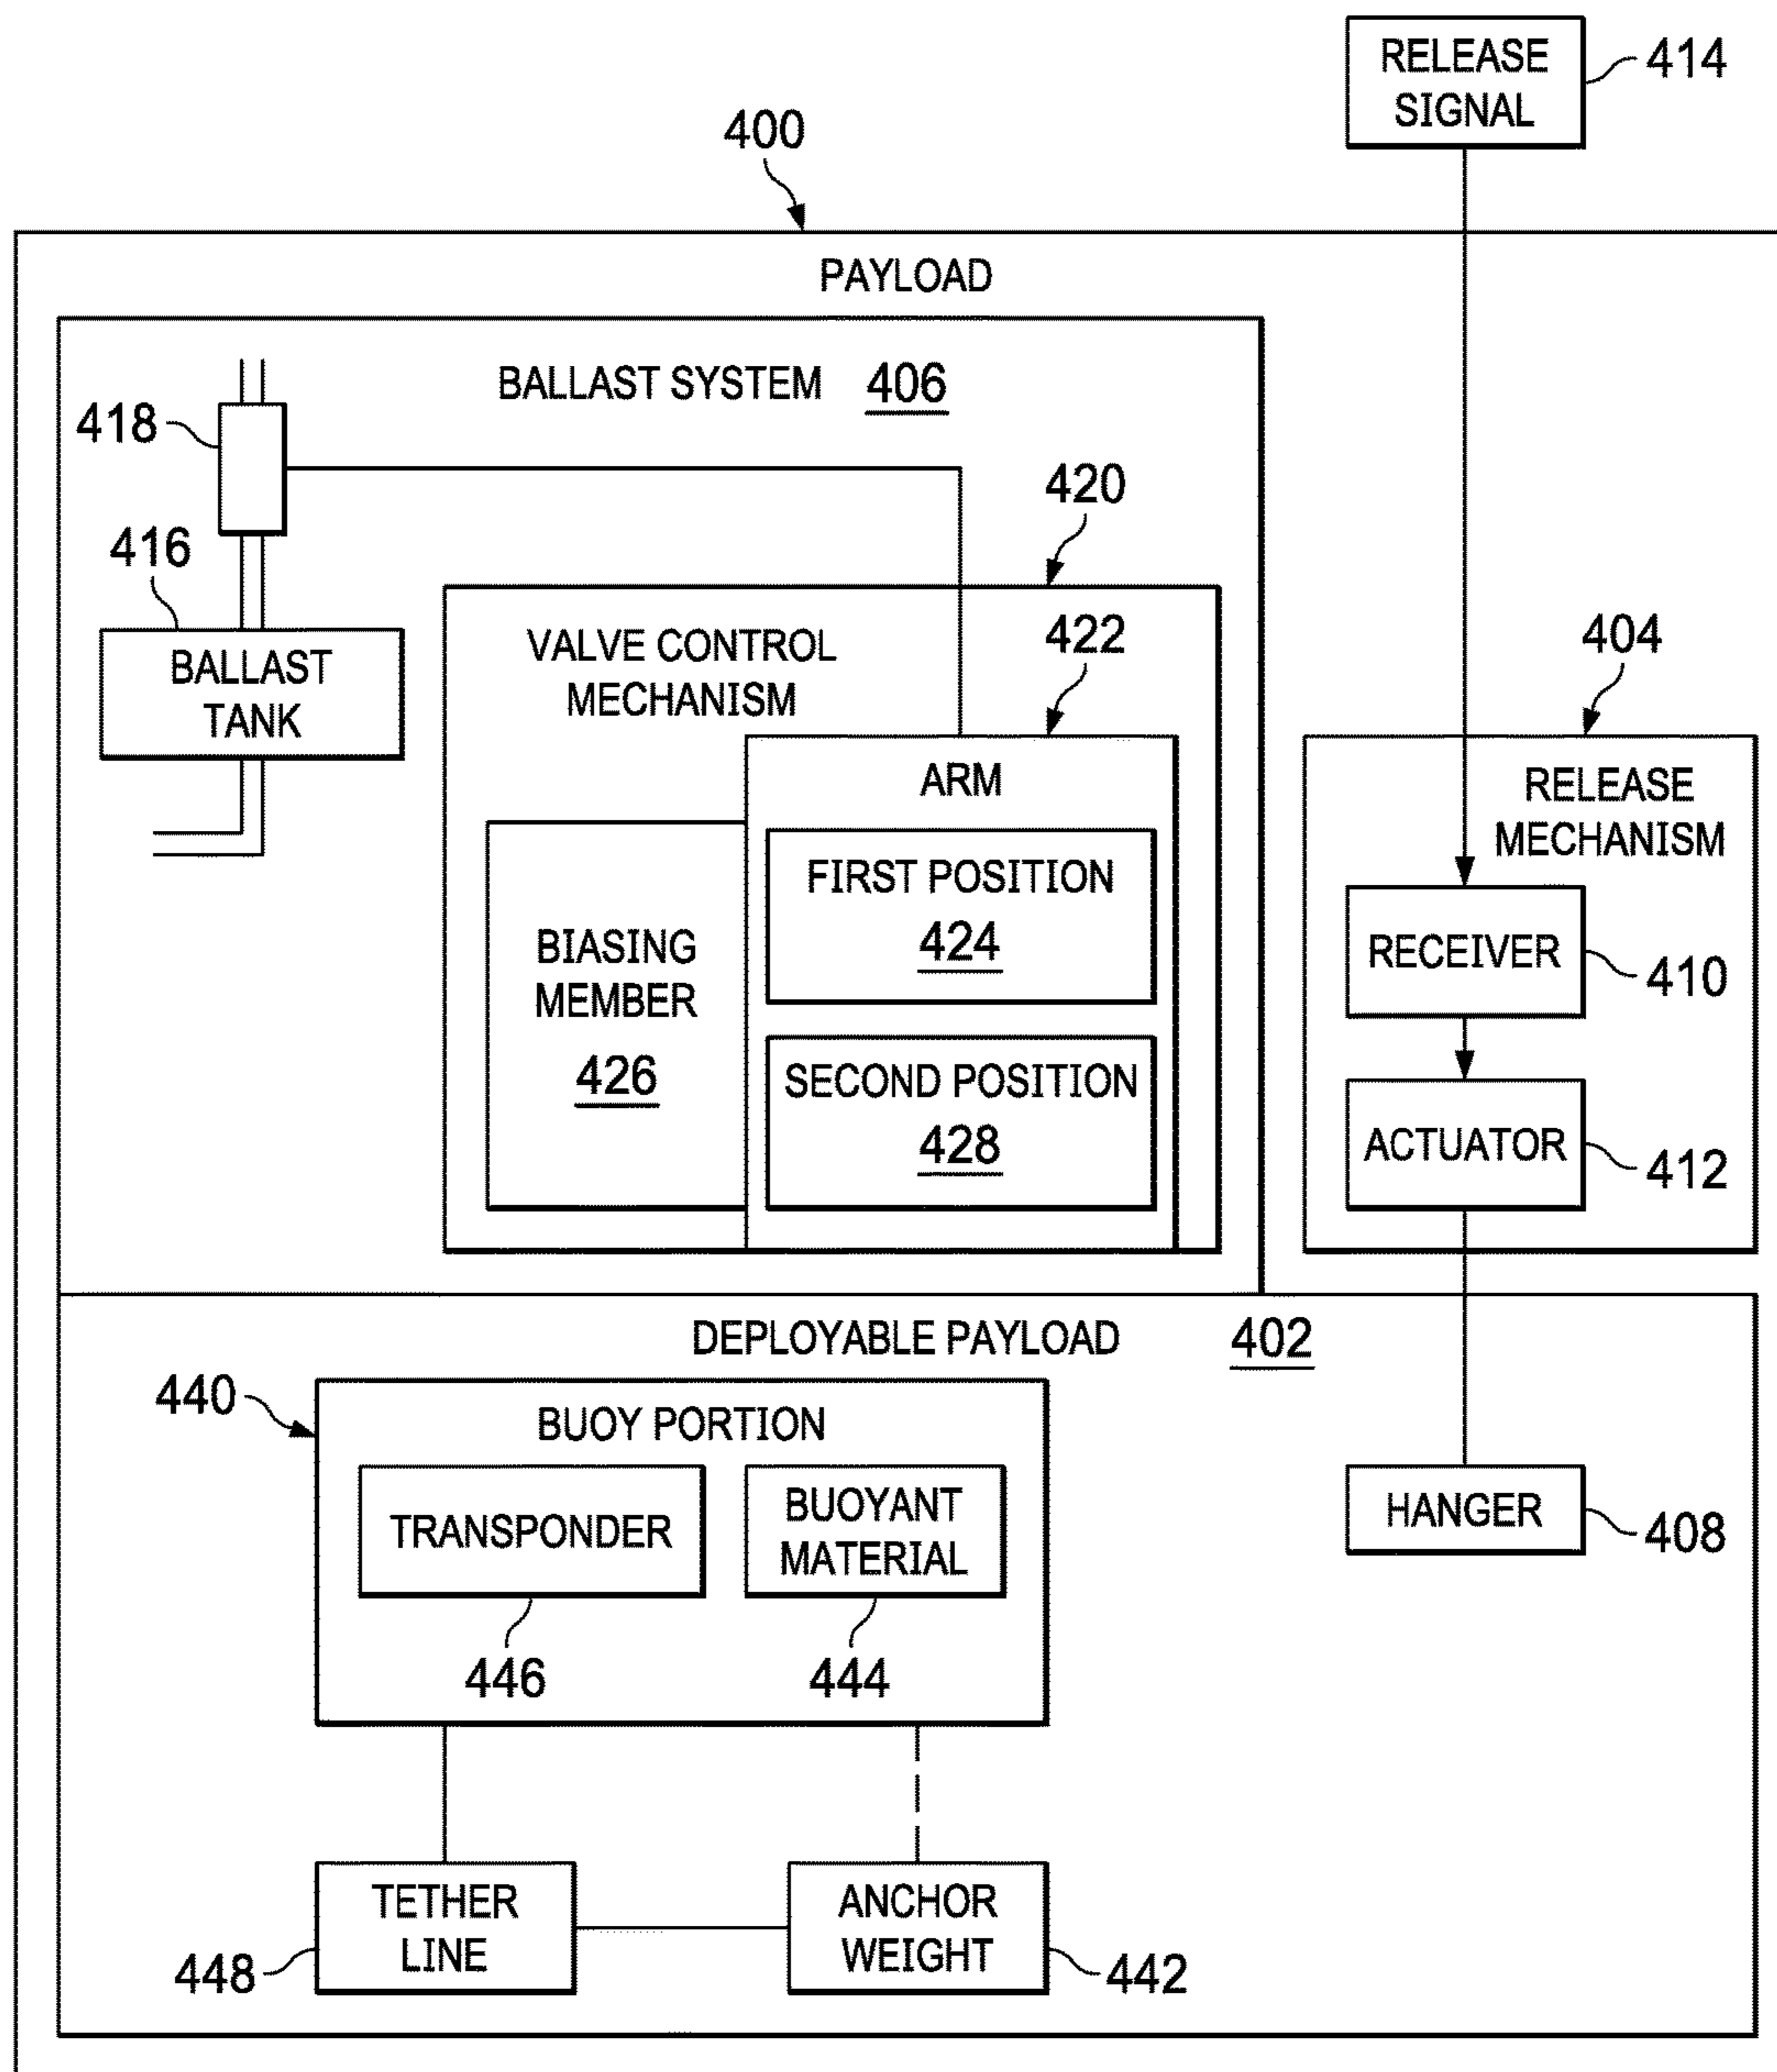 RELEASE
SIGNAL
414
400
PAYLOAD
BALLAST SYSTEM 406
418
420
416
BALLAST
TANK
VALVE CONTROL
MECHANISM
422
404
ARM
RELEASE
MECHANISM
FIRST POSITION
424
BIASING
MEMBER
426
RECEIVER
410
SECOND POSITION
428
ACTUATOR
412
DEPLOYABLE PAYLOAD 402
440
BUOY PORTION
TRANSPONDER
BUOYANT
MATERIAL
HANGER
408
446
444
TETHER
LINE
448
ANCHOR
WEIGHT
442